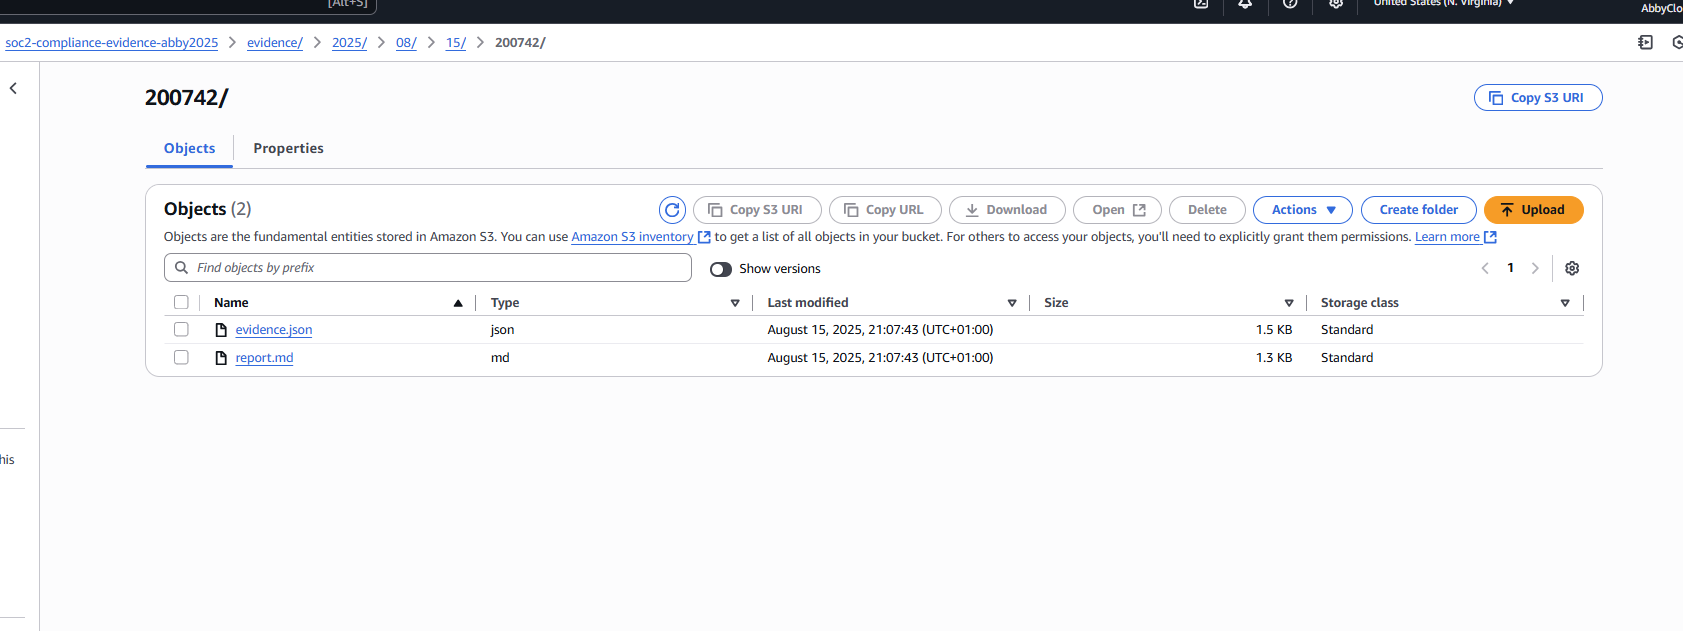 [Alt+S]
United States (N. Virginia)
AbbyClo
soc2-compliance-evidence-abby2025 > evidence/ > 2025/ > 08/ > 15/ > 200742/
200742/
Copy S3 URI
Objects
Properties
Objects (2)
Copy S3 URI
Copy URL
Download
Open
Delete
Actions
Create folder
Upload
Objects are the fundamental entities stored in Amazon S3. You can use Amazon S3 inventory to get a list of all objects in your bucket. For others to access your objects, you'll need to explicitly grant them permissions. Learn more
Find objects by prefix
Show versions
1
Name Type Last modified Size Storage class
evidence.json json August 15, 2025, 21:07:43 (UTC+01:00) 1.5 KB Standard
report.md md August 15, 2025, 21:07:43 (UTC+01:00) 1.3 KB Standard
his